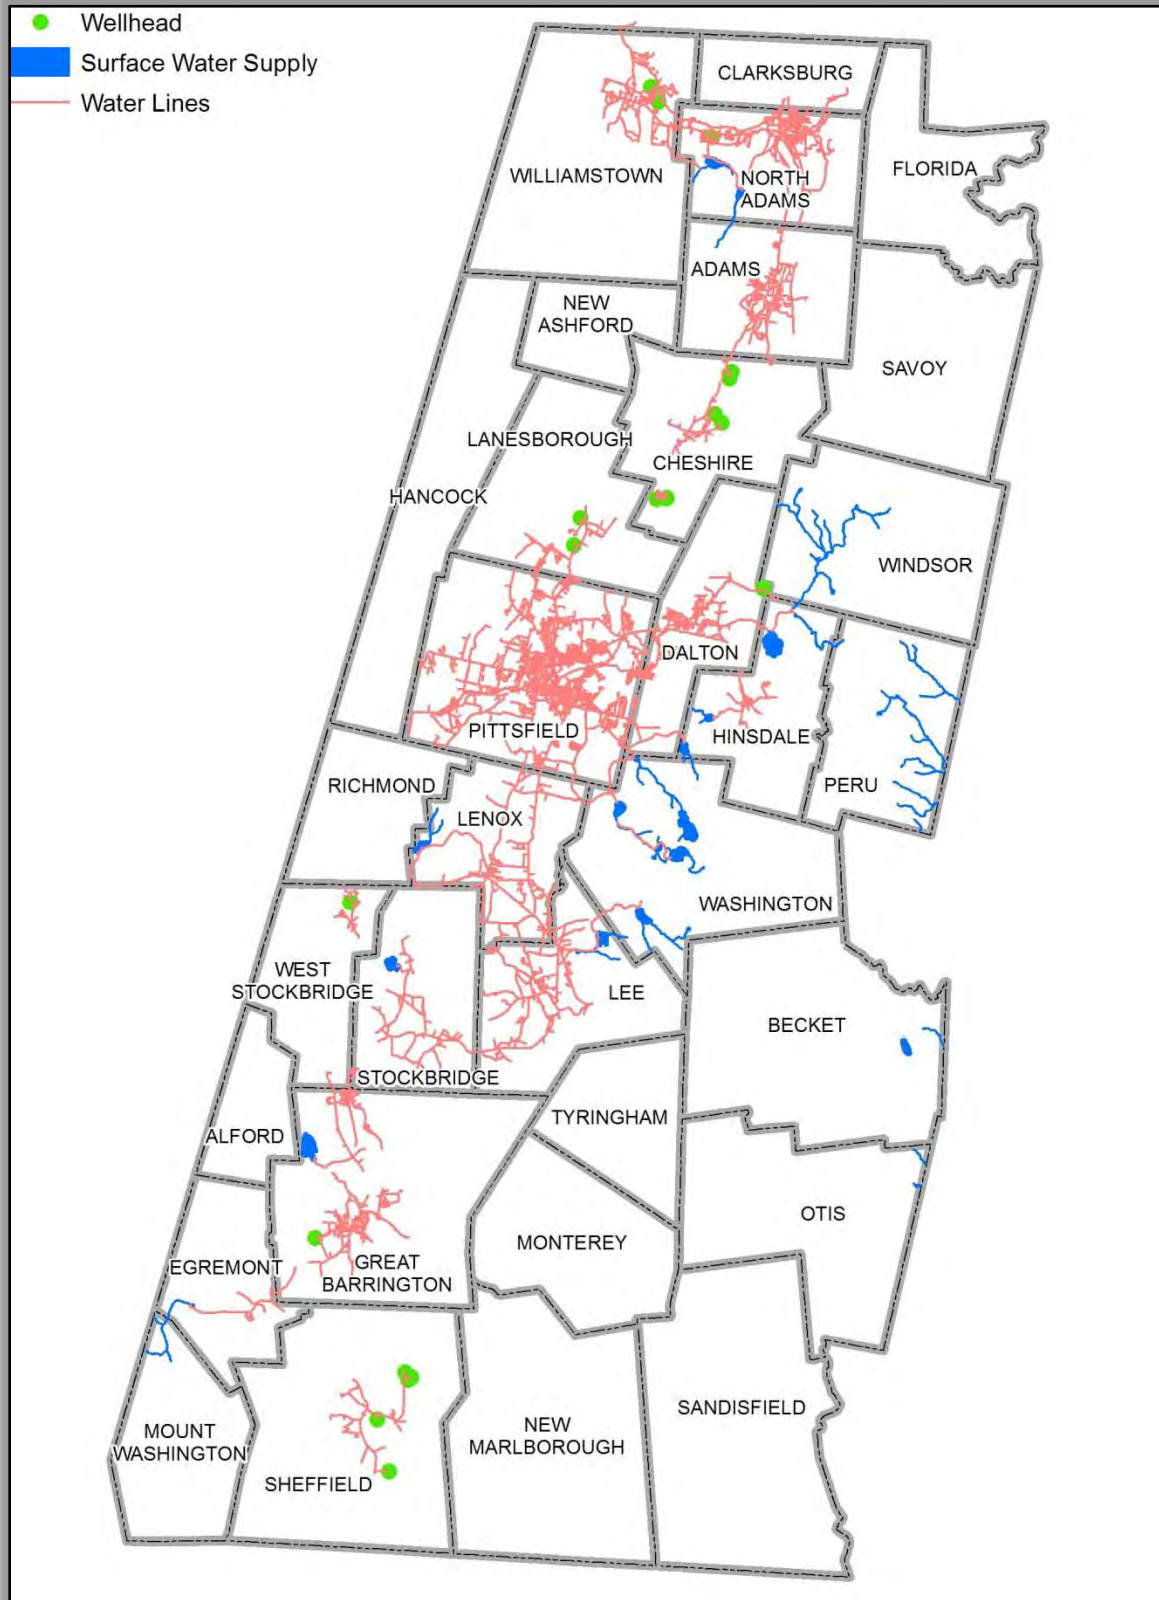 Wellhead
Surface Water Supply
Water Lines
CLARKSBURG
WILLIAMSTOWN
FLORIDA
NORTH
ADAMS
ADAMS
NEW
ASHFORD
SAVOY
LANESBOROUGH
CHESHIRE
HANCOCK
WINDSOR
DALTON
PITTSFIELD
HINSDALE
RICHMOND
PERU
LENOX
WASHINGTON
WEST
STOCKBRIDGE
LEE
BECKET
STOCKBRIDGE
TYRINGHAM
ALFORD
OTIS
MONTEREY
EGREMONT
GREAT
BARRINGTON
SANDISFIELD
MOUNT
WASHINGTON
NEW
MARLBOROUGH
SHEFFIELD